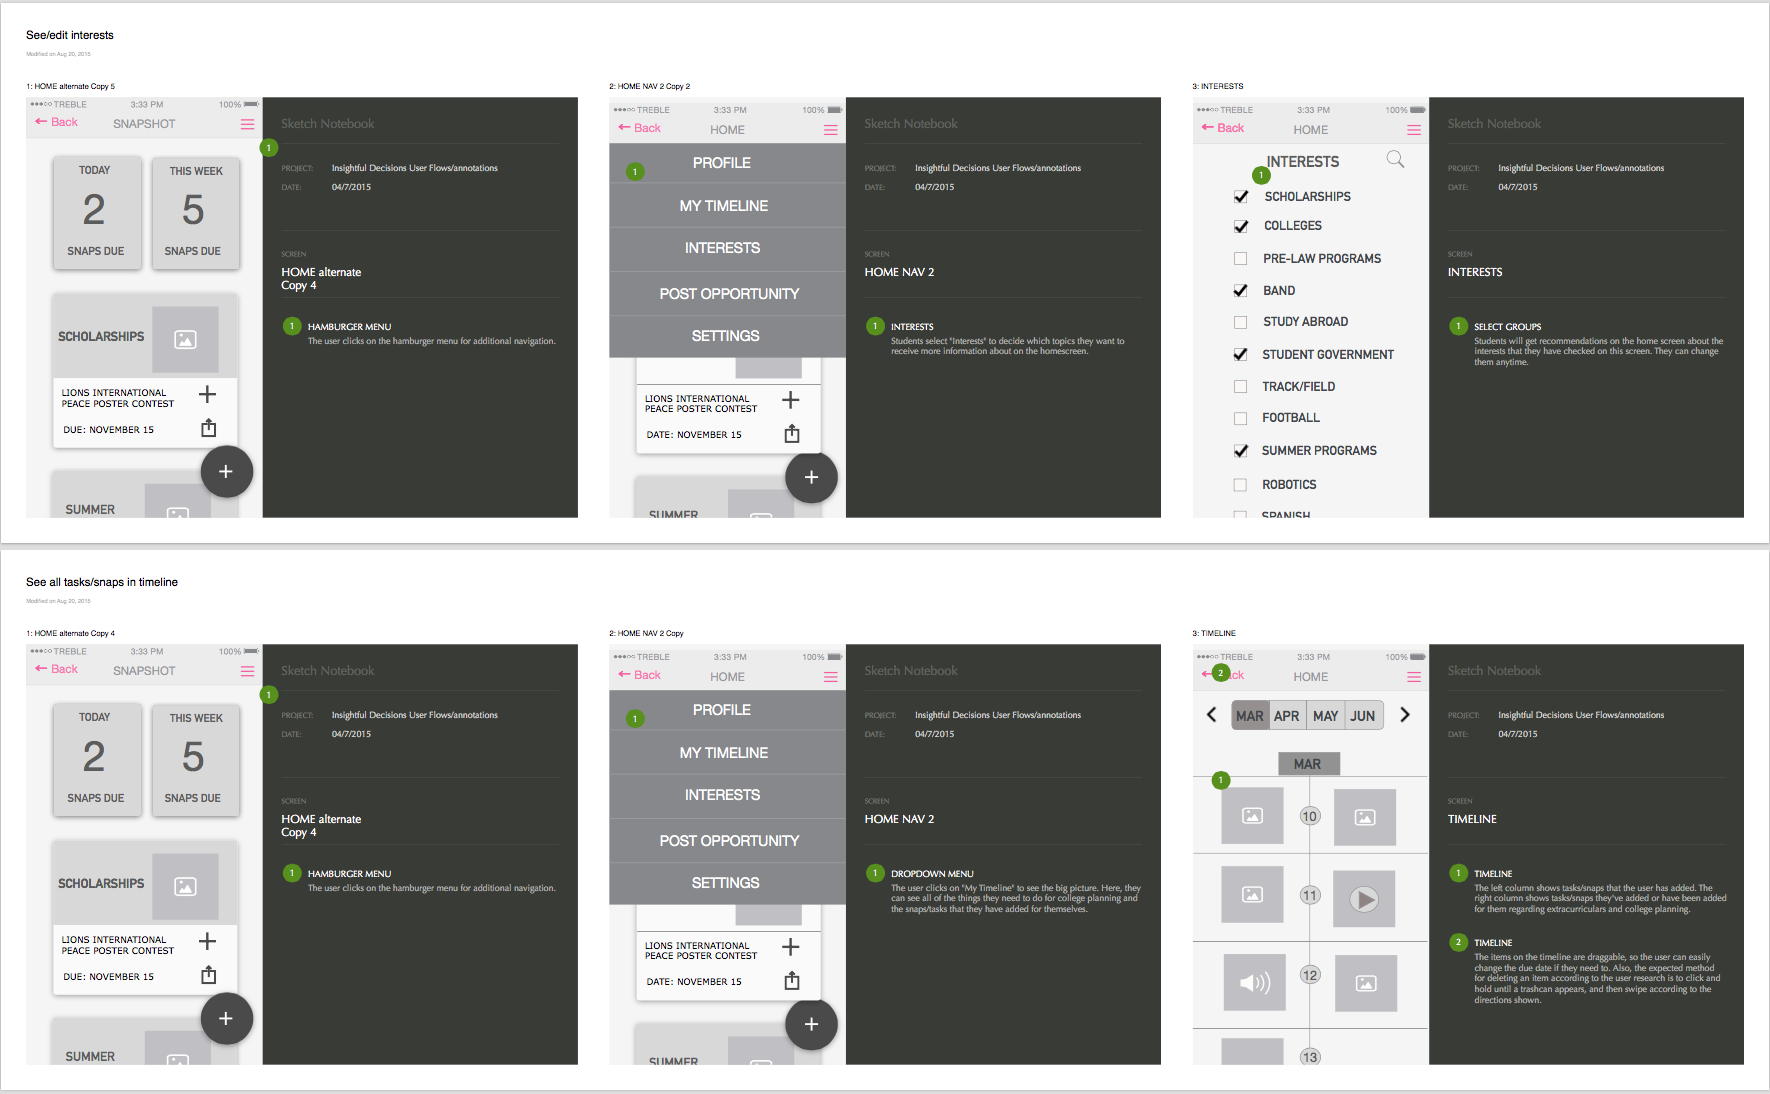 See/edit interests
Modified on Aug 20, 2015
1: HOME alternate Copy 5
TREBLE 3:33 PM 100%
Back SNAPSHOT
TODAY
2
SNAPS DUE
THIS WEEK
5
SNAPS DUE
SCHOLARSHIPS
LIONS INTERNATIONAL
PEACE POSTER CONTEST
DUE: NOVEMBER 15
+
SUMMER
1
Sketch Notebook
PROJECT: Insightful Decisions User Flows/annotations
DATE: 04/7/2015
SCREEN
HOME alternate
Copy 4
1 HAMBURGER MENU
The user clicks on the hamburger menu for additional navigation.
2: HOME NAV 2 Copy 2
TREBLE 3:33 PM 100%
Back HOME
1
PROFILE
MY TIMELINE
INTERESTS
POST OPPORTUNITY
SETTINGS
LIONS INTERNATIONAL
PEACE POSTER CONTEST
DATE: NOVEMBER 15
+
SUMMER
Sketch Notebook
PROJECT: Insightful Decisions User Flows/annotations
DATE: 04/7/2015
SCREEN
HOME NAV 2
1 INTERESTS
Students select "Interests" to decide which topics they want to
receive more information about on the homescreen.
3: INTERESTS
TREBLE 3:33 PM 100%
Back HOME
INTERESTS
1
SCHOLARSHIPS
COLLEGES
PRE-LAW PROGRAMS
BAND
STUDY ABROAD
STUDENT GOVERNMENT
TRACK/FIELD
FOOTBALL
SUMMER PROGRAMS
ROBOTICS
SPANISH
Sketch Notebook
PROJECT: Insightful Decisions User Flows/annotations
DATE: 04/7/2015
SCREEN
INTERESTS
1 SELECT GROUPS
Students will get recommendations on the home screen about the
interests that they have checked on this screen. They can change
them anytime.
See all tasks/snaps in timeline
Modified on Aug 20, 2015
1: HOME alternate Copy 4
TREBLE 3:33 PM 100%
Back SNAPSHOT
TODAY
2
SNAPS DUE
THIS WEEK
5
SNAPS DUE
SCHOLARSHIPS
LIONS INTERNATIONAL
PEACE POSTER CONTEST
DUE: NOVEMBER 15
+
SUMMER
1
Sketch Notebook
PROJECT: Insightful Decisions User Flows/annotations
DATE: 04/7/2015
SCREEN
HOME alternate
Copy 4
1 HAMBURGER MENU
The user clicks on the hamburger menu for additional navigation.
2: HOME NAV 2 Copy
TREBLE 3:33 PM 100%
Back HOME
1
PROFILE
MY TIMELINE
INTERESTS
POST OPPORTUNITY
SETTINGS
LIONS INTERNATIONAL
PEACE POSTER CONTEST
DATE: NOVEMBER 15
+
SUMMER
Sketch Notebook
PROJECT: Insightful Decisions User Flows/annotations
DATE: 04/7/2015
SCREEN
HOME NAV 2
1 DROPDOWN MENU
The user clicks on "My Timeline" to see the big picture. Here, they
can see all of the things they need to do for college planning and
the snaps/tasks that they have added for themselves.
3: TIMELINE
TREBLE 3:33 PM 100%
2 ck HOME
MAR APR MAY JUN
MAR
1
10
11
12
13
Sketch Notebook
PROJECT: Insightful Decisions User Flows/annotations
DATE: 04/7/2015
SCREEN
TIMELINE
1 TIMELINE
The left column shows tasks/snaps that the user has added. The
right column shows tasks/snaps they've added or have been added
for them regarding extracurriculars and college planning.
2 TIMELINE
The items on the timeline are draggable, so the user can easily
change the due date if they need to. Also, the expected method
for deleting an item according to the user research is to click and
hold until a trashcan appears, and then swipe according to the
directions shown.